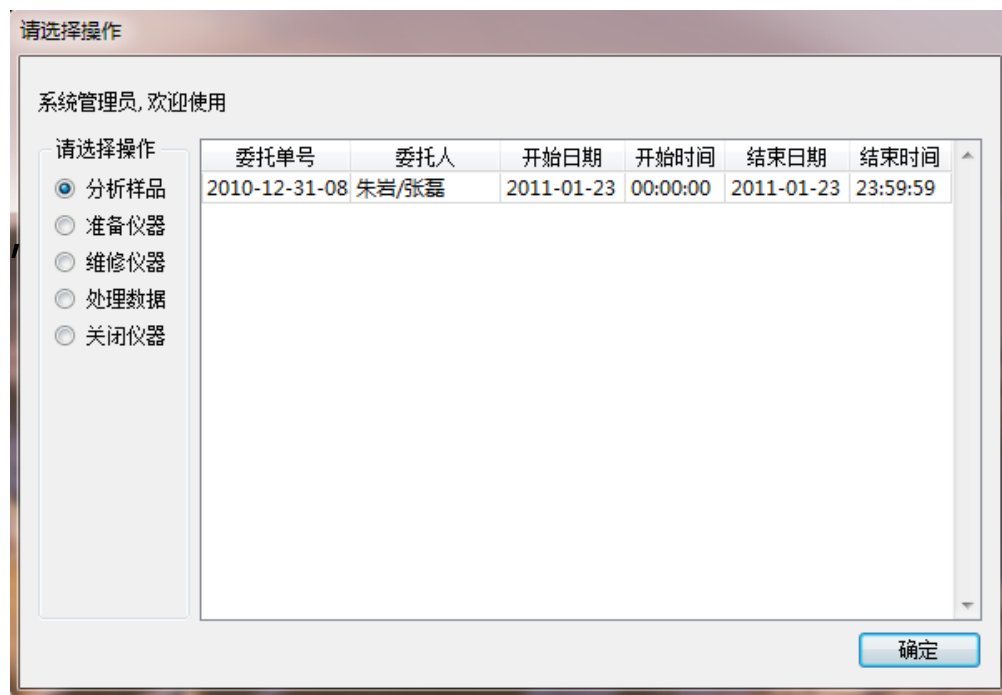 请选择操作
系统管理员, 欢迎使用
请选择操作
分析样品
准备仪器
维修仪器
处理数据
关闭仪器
委托单号 委托人 开始日期 开始时间 结束日期 结束时间
2010-12-31-08 朱岩/张磊 2011-01-23 00:00:00 2011-01-23 23:59:59
确定